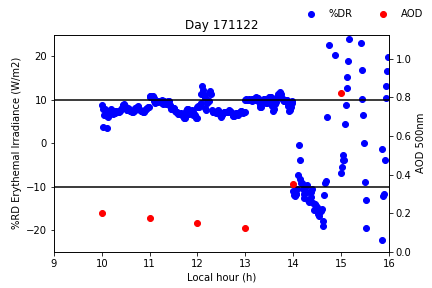 %DR AOD
Day 171122
%RD Erythemal Irradiance (W/m2)
20
10
0
−10
−20
1.0
0.8
0.6
0.4
0.2
0.0
AOD 500nm
9 10 11 12 13 14 15 16
Local hour (h)